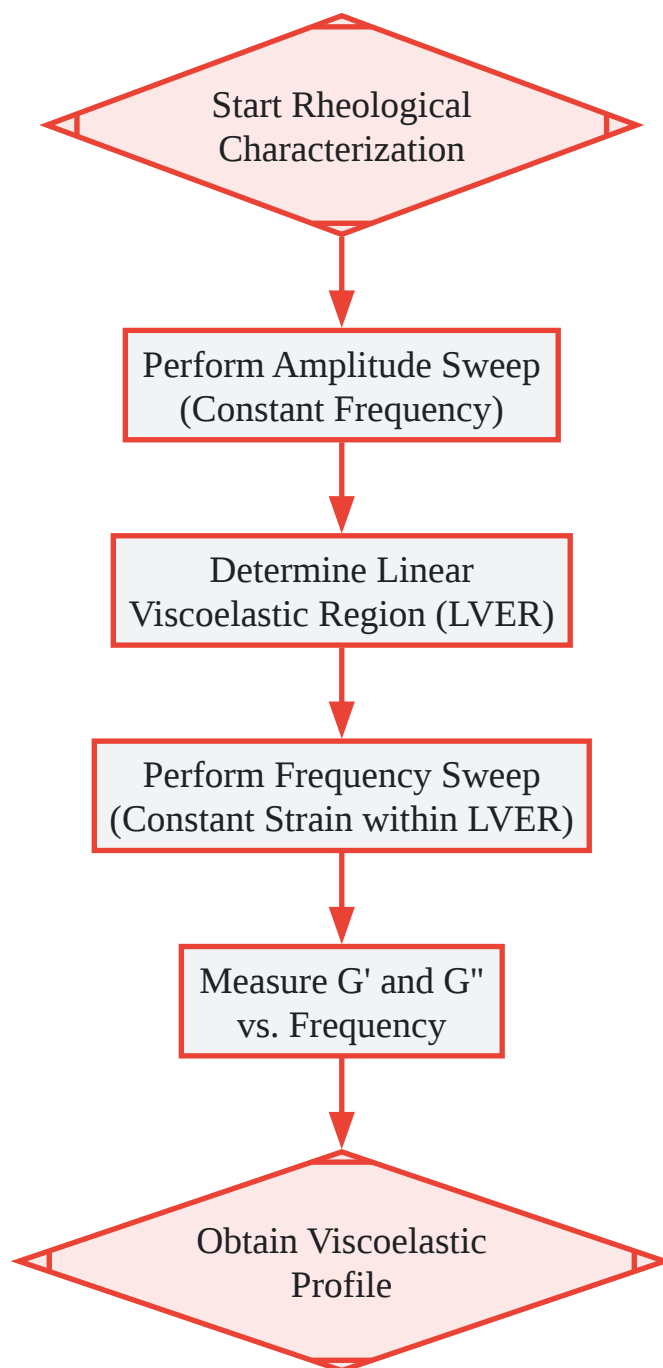 Start Rheological
Characterization
Perform Amplitude Sweep
(Constant Frequency)
Determine Linear
Viscoelastic Region (LVER)
Perform Frequency Sweep
(Constant Strain within LVER)
Measure G' and G"
vs. Frequency
Obtain Viscoelastic
Profile